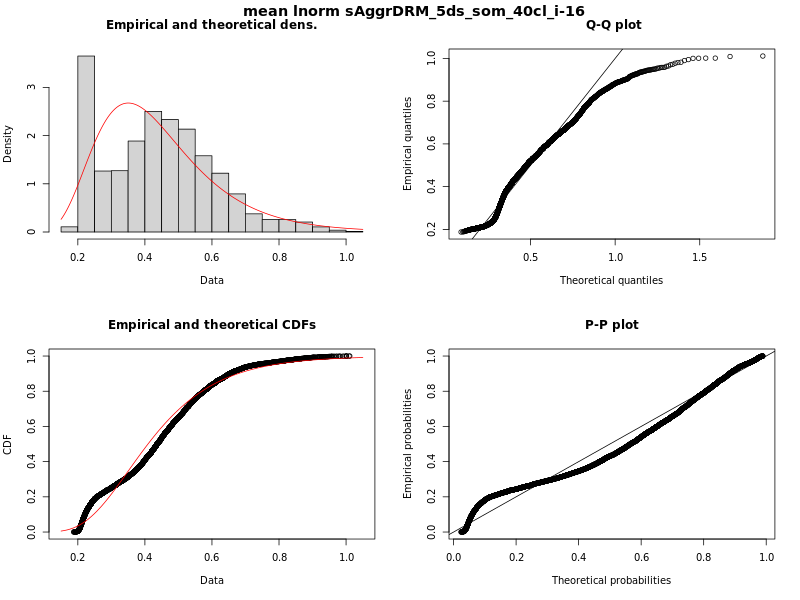 mean lnorm sAggrDRM_5ds_som_40cl_i-16
Empirical and theoretical dens.
Density
0 1 2 3
0.2 0.4 0.6 0.8 1.0
Data
Q-Q plot
Empirical quantiles
0.2 0.4 0.6 0.8 1.0
0.5 1.0 1.5
Theoretical quantiles
Empirical and theoretical CDFs
CDF
0.0 0.2 0.4 0.6 0.8 1.0
0.2 0.4 0.6 0.8 1.0
Data
P-P plot
Empirical probabilities
0.0 0.2 0.4 0.6 0.8 1.0
0.0 0.2 0.4 0.6 0.8 1.0
Theoretical probabilities